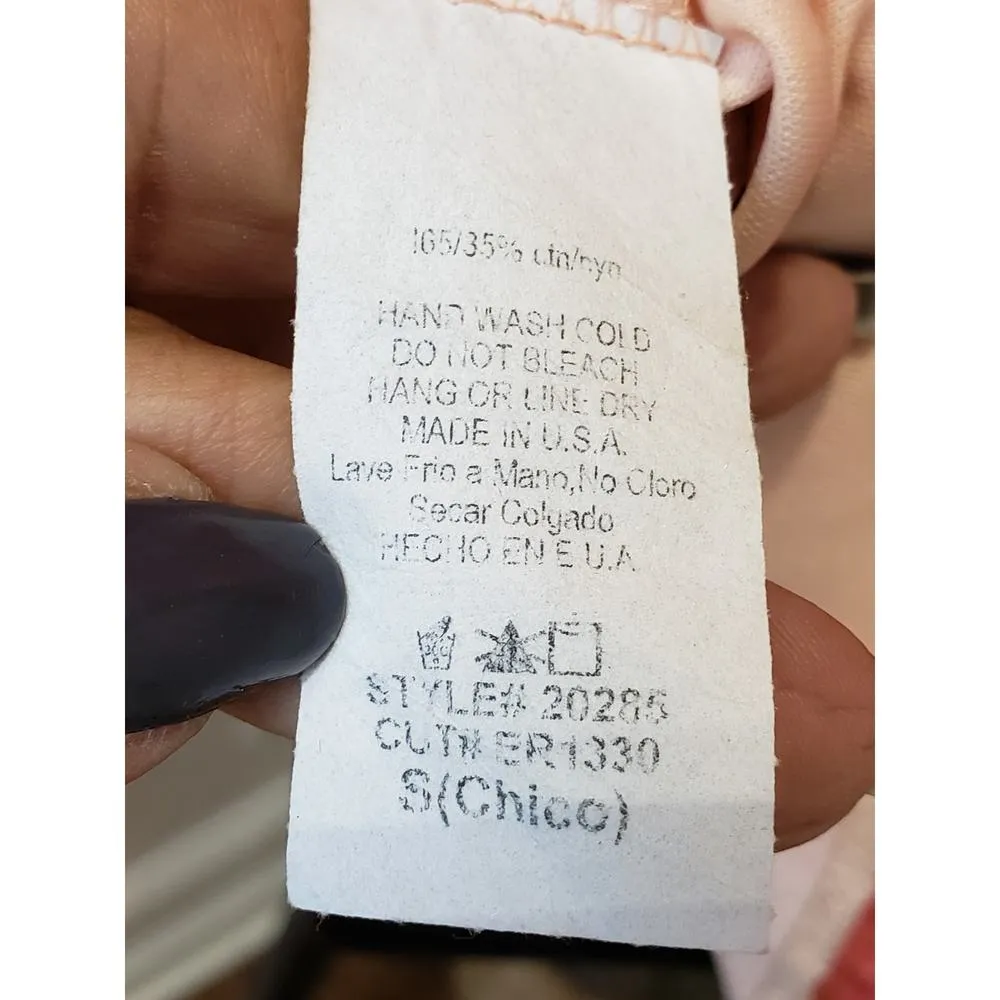 65/35% ctn/nyn
HAND WASH COLD
DO NOT BLEACH
HANG OR LINE DRY
MADE IN U.S.A.
Lave Frio a Mano,No Cloro
Secar Colgado
HECHO EN E U.A.
STYLE# 20285
CUT# ER1330
S(Chico)